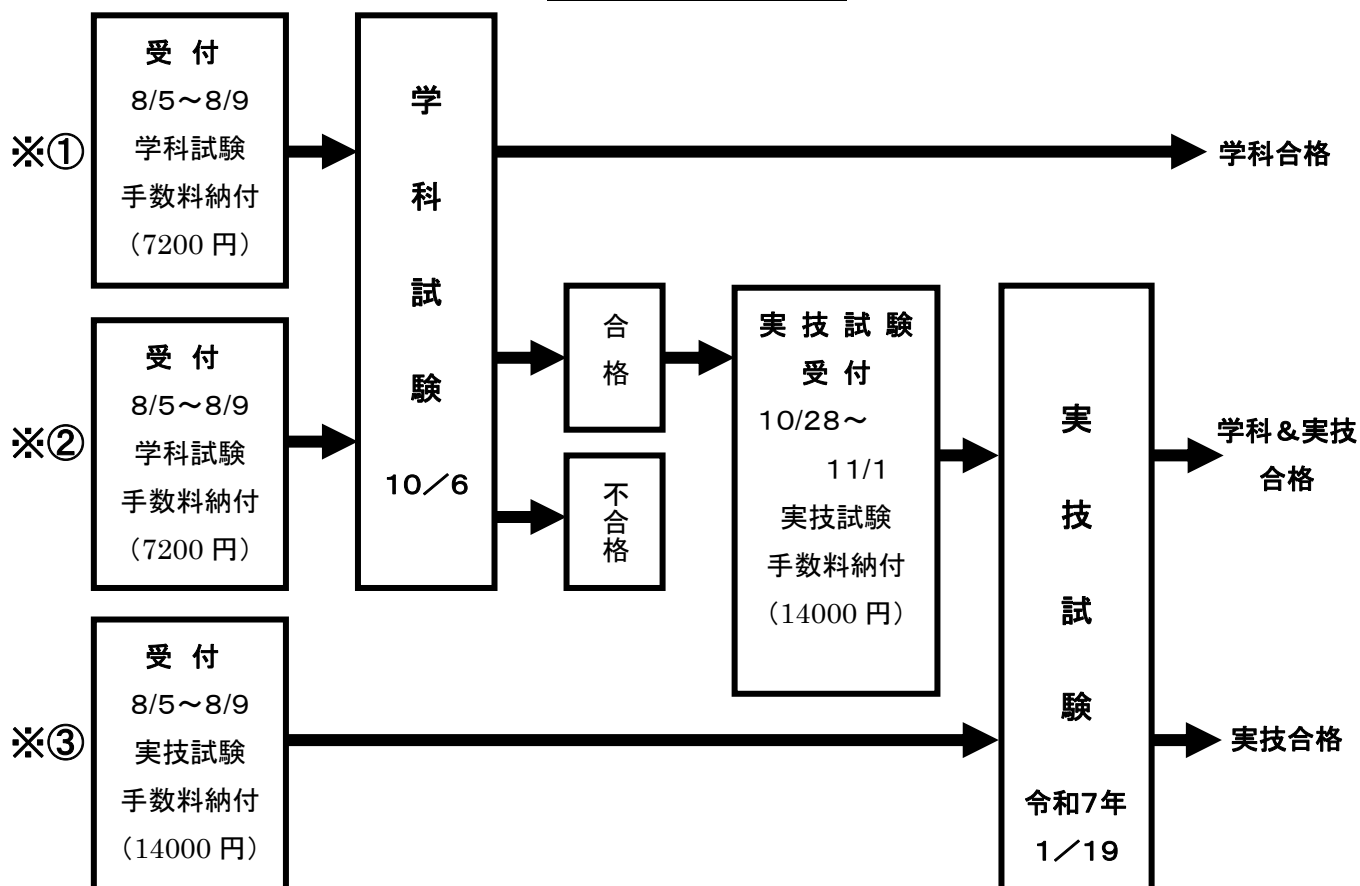 ※①
受 付
8/5～8/9
学科試験
手数料納付
（7200 円）
学
科
試
験
10／6
学科合格
※②
受 付
8/5～8/9
学科試験
手数料納付
（7200 円）
合
格
不
合
格
実 技 試 験
受 付
10/28～
11/1
実技試験
手数料納付
（14000 円）
実
技
試
験
令和7年
1／19
学科＆実技
合格
※③
受 付
8/5～8/9
実技試験
手数料納付
（14000 円）
実技合格